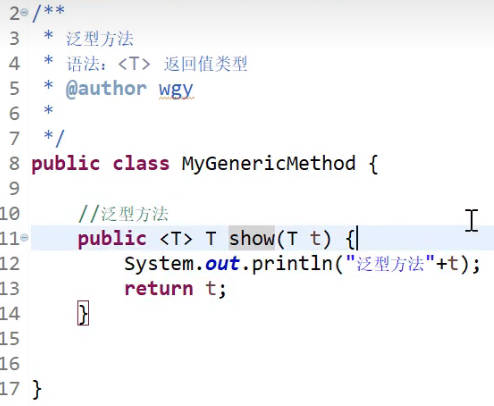 2 /**
3 * 泛型方法
4 * 语法：<T> 返回值类型
5 * @author wgy
6 *
7 */
8 public class MyGenericMethod {
9
10 //泛型方法
11 public <T> T show(T t) {
12 System.out.println("泛型方法"+t);
13 return t;
14 }
15
16
17 }